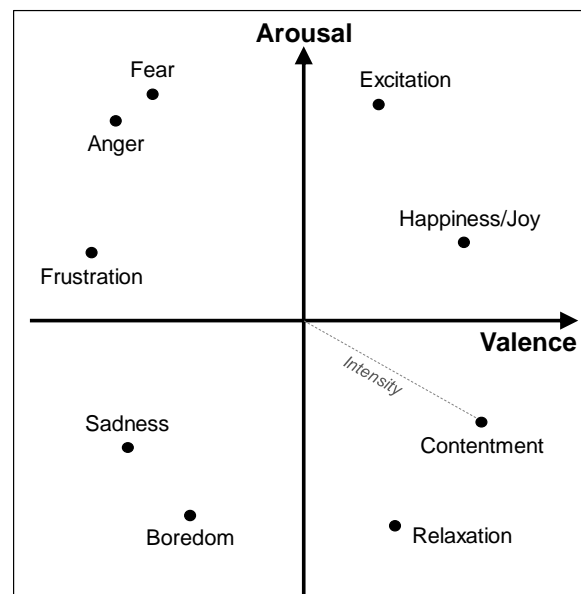 Arousal
Fear
Excitation
Anger
Happiness/Joy
Frustration
Valence
Intensity
Sadness
Contentment
Boredom
Relaxation